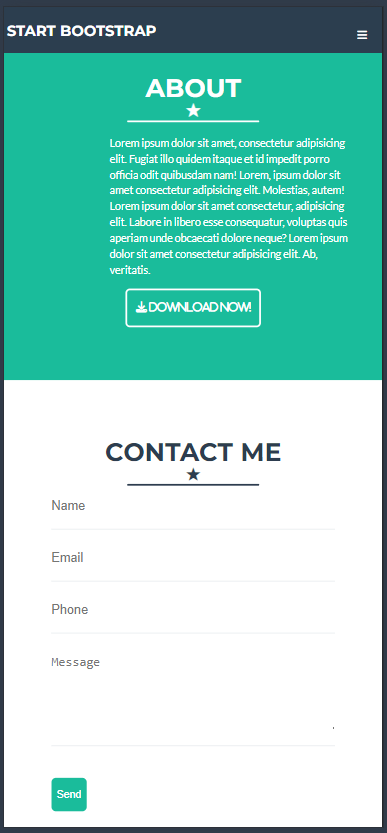 START BOOTSTRAP
ABOUT
Lorem ipsum dolor sit amet, consectetur adipisicing
elit. Fugiat illo quidem itaque et id impedit porro
officia odit quibusdam nam! Lorem, ipsum dolor sit
amet consectetur adipisicing elit. Molestias, autem!
Lorem ipsum dolor sit amet consectetur, adipisicing
elit. Labore in libero esse consequatur, voluptas quis
aperiam unde obcaecati dolore neque? Lorem ipsum
dolor sit amet consectetur adipisicing elit. Ab,
veritatis.
DOWNLOAD NOW!
CONTACT ME
Name
Email
Phone
Message
Send